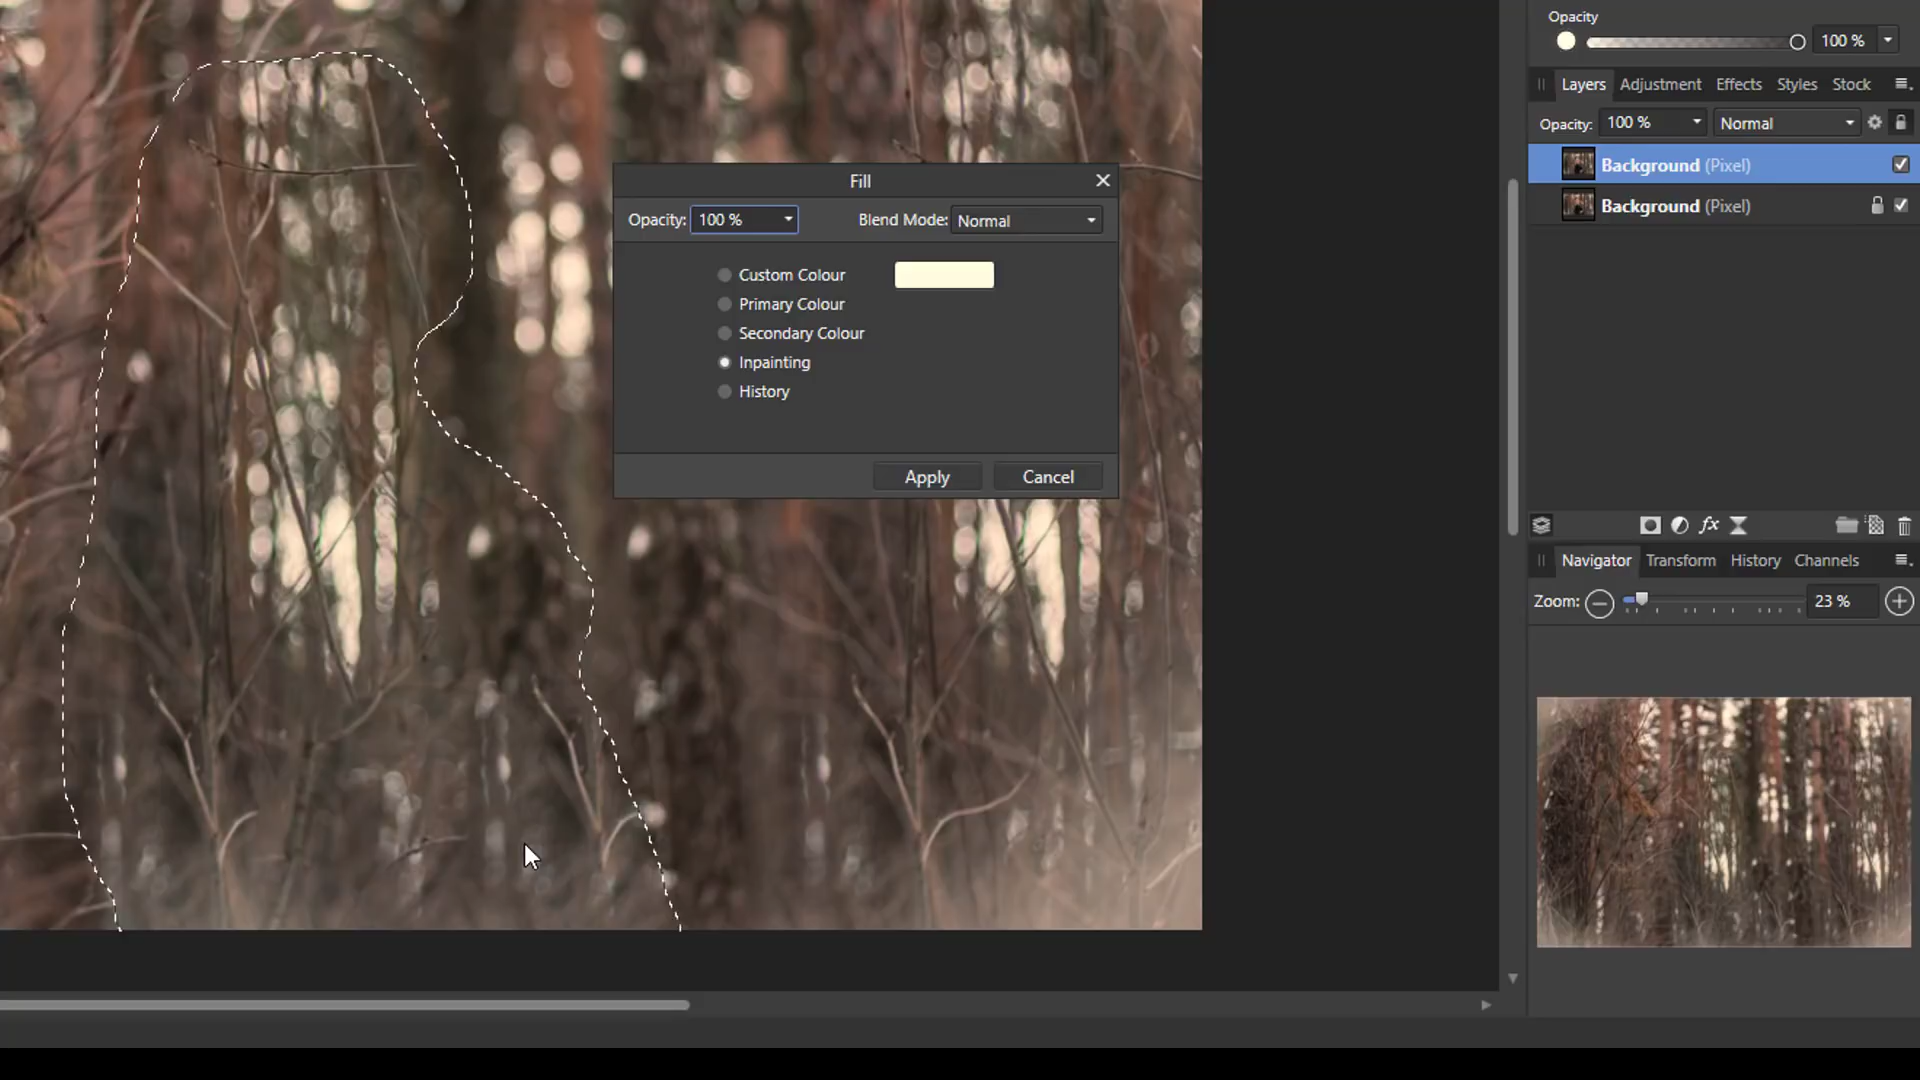 Opacity
100 %
Layers Adjustment Effects Styles Stock
Opacity: 100 % Normal
Background (Pixel)
Background (Pixel)
Fill
Opacity: 100 % Blend Mode: Normal
Custom Colour
Primary Colour
Secondary Colour
Inpainting
History
Apply Cancel
fx
Navigator Transform History Channels
Zoom: 23 %